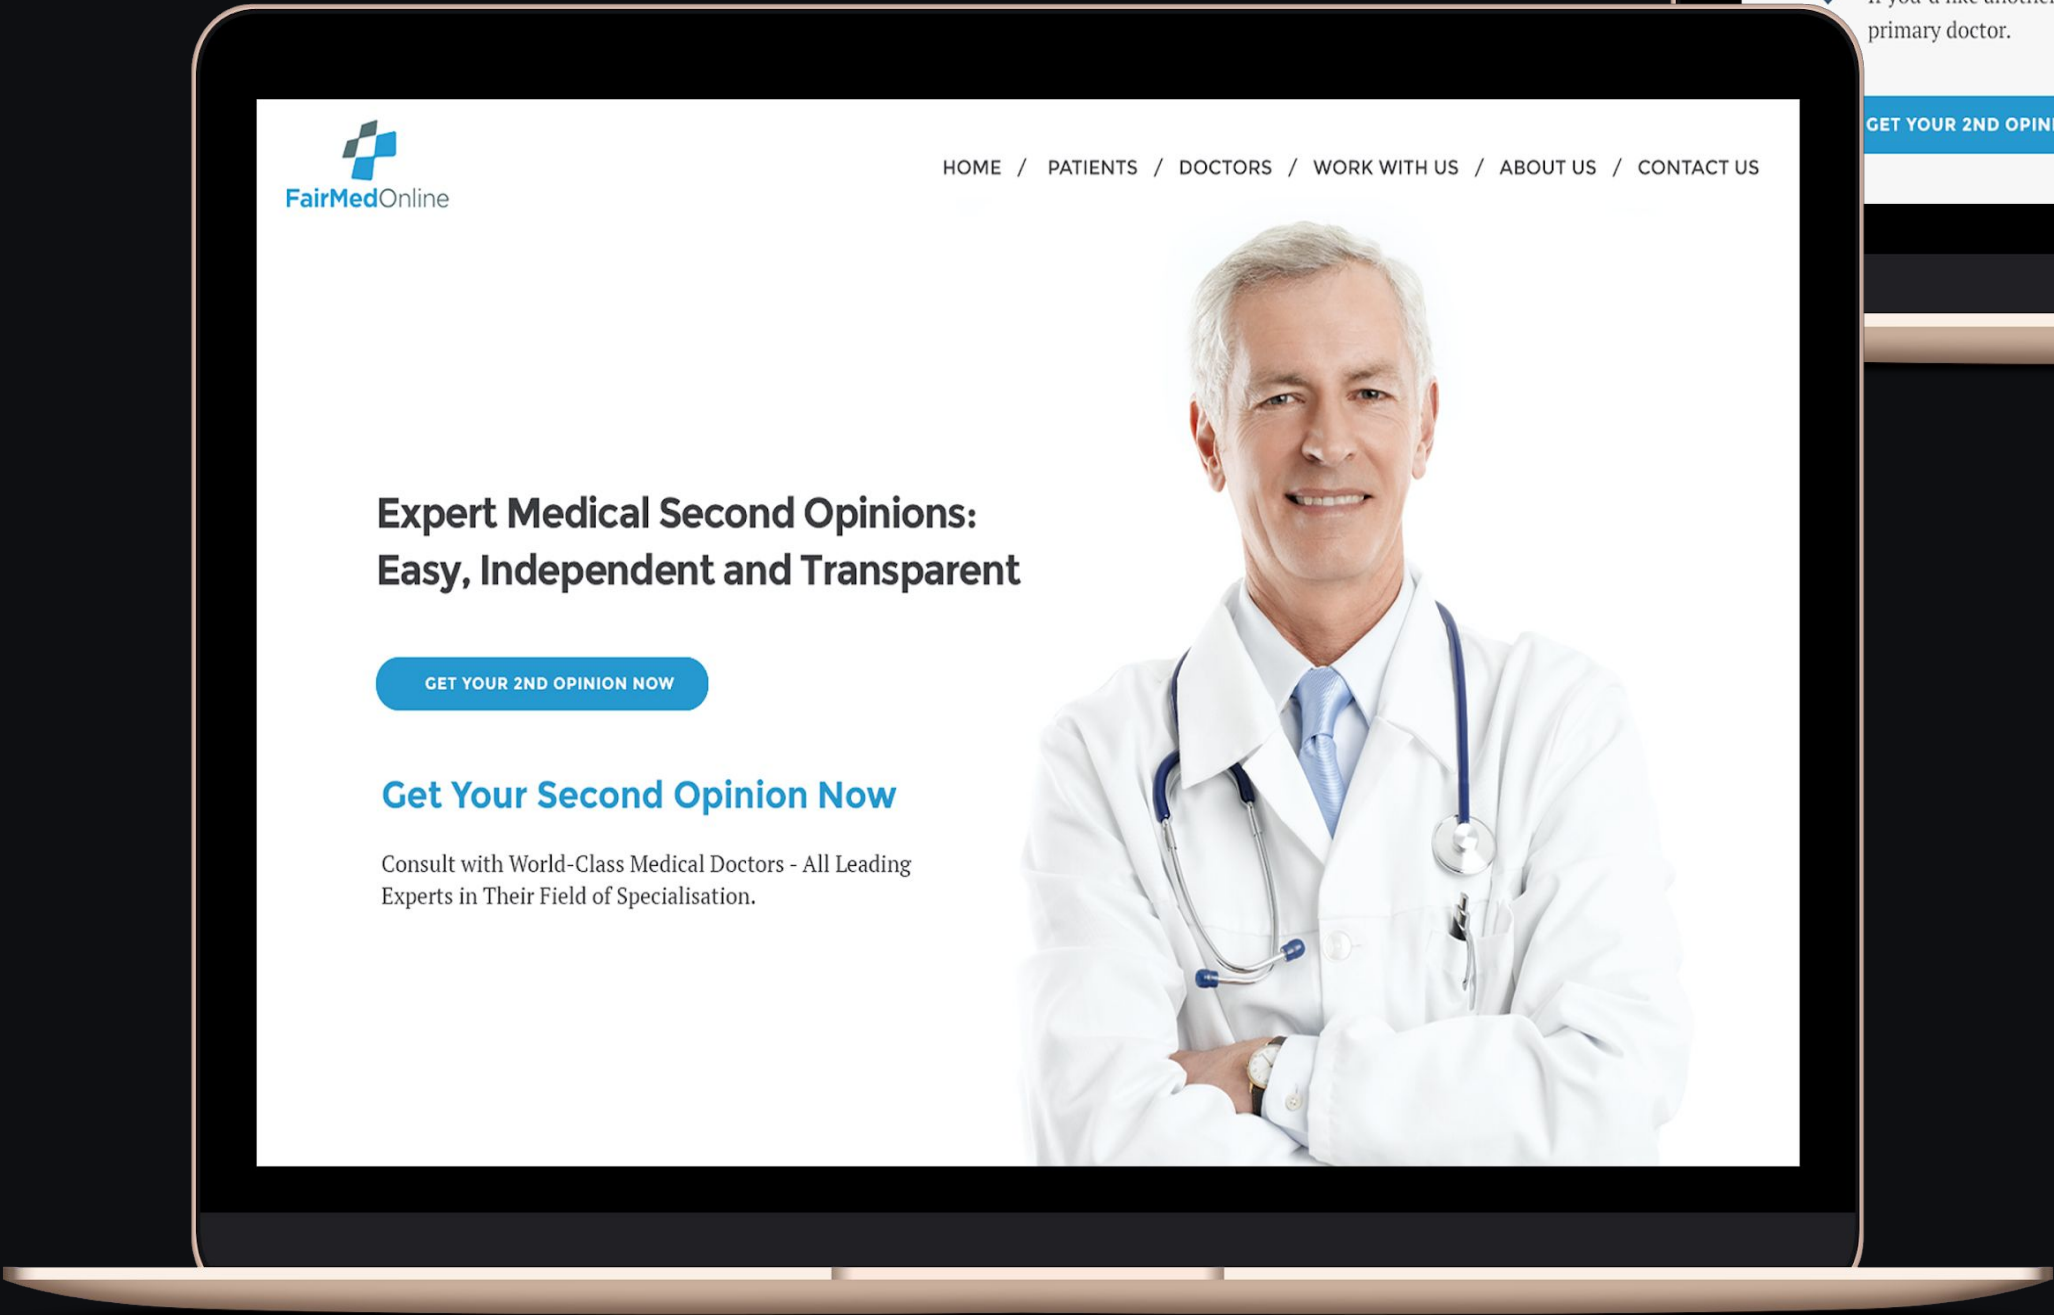 FairMedOnline
HOME / PATIENTS / DOCTORS / WORK WITH US / ABOUT US / CONTACT US
Expert Medical Second Opinions:
Easy, Independent and Transparent
GET YOUR 2ND OPINION NOW
Get Your Second Opinion Now
Consult with World-Class Medical Doctors - All Leading
Experts in Their Field of Specialisation.
primary doctor.
GET YOUR 2ND